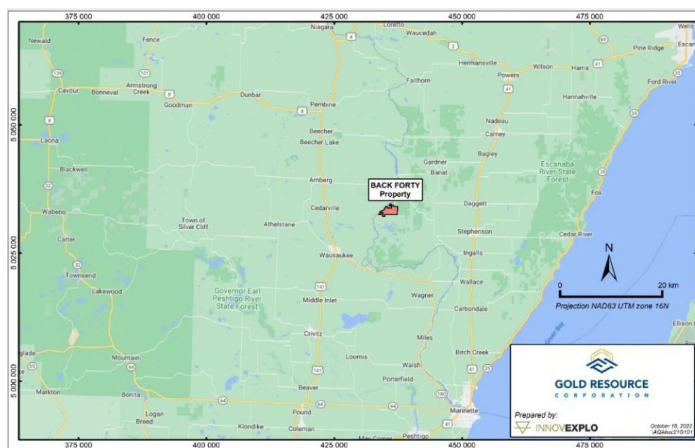 375 000
400 000
425 000
450 000
475 000
Newald
Fence
Niagara
Loretto
Waucedah
Wells
Pine Ridge
Hermansville
Wilson
Harris
Powers
Ford River
Faithorn
Cavour
Bonneval
Armstrong
Creek
Goodman
Dunbar
Pembine
Hannahville
5 050 000
Laona
Beecher
Beecher Lake
Nadeau
Carney
Bagley
Gardner
Banat
Escanaba
River State
Forest
Blackwell
Amberg
BACK FORTY
Property
Daggett
Fox
Wabeno
Cedarville
Town of
Silver Cliff
Athelstane
Stephenson
Cedar River
Carter
5 025 000
Wausaukee
Ingalls
N
Townsend
Lakewood
Governor Earl
Peshtigo River
State Forest
Wallace
0
20 km
Middle Inlet
Wagner
Carbondale
Projection NAD83 UTM zone 16N
Crivitz
Miles
Green Bay
Mountain
Loomis
Walsh
Birch Creek
5 000 000
Porterfield
Markton
Bonita
Beaver
Logan
Breed
Klondike
Pound
Coleman
Marinette
Peshtigo
GOLD RESOURCE
CORPORATION
Prepared by:
INNOVEXPLO
375 000
400 000
425 000
450 000
475 000